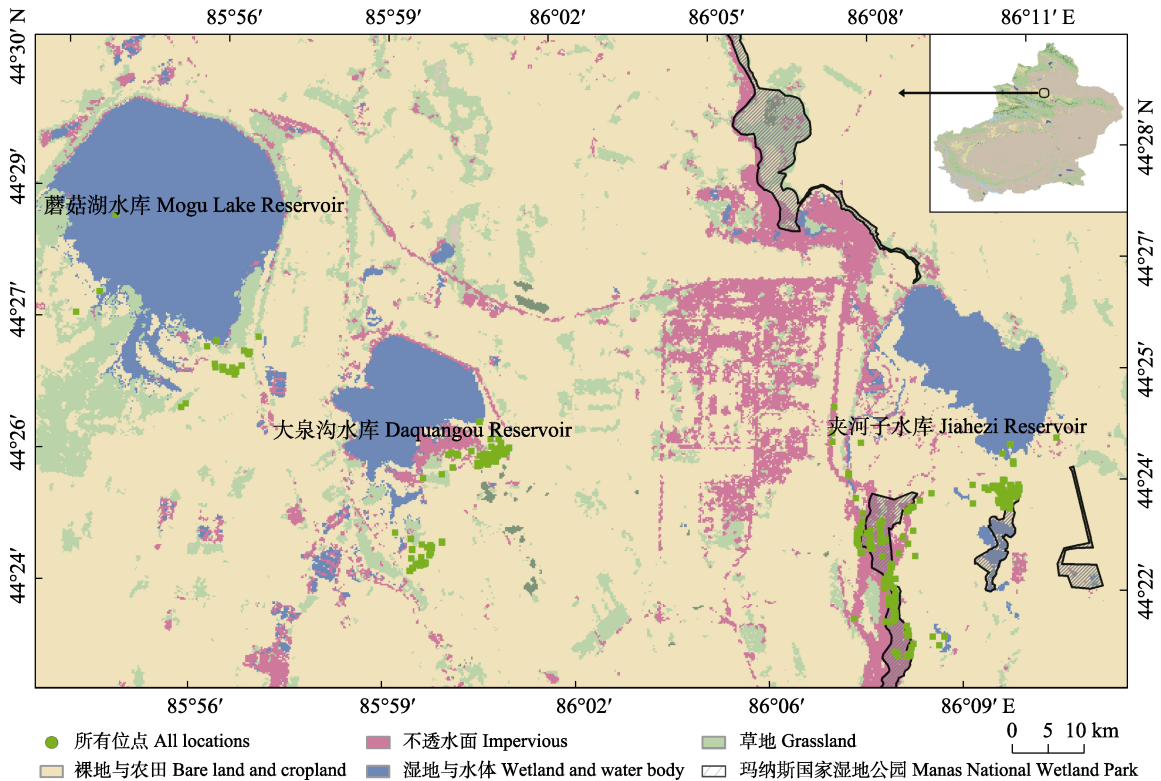 85°56′ 85°59′ 86°02′ 86°05′ 86°08′ 86°11′ E
44°30′ N
44°29′
44°27′
44°26′
44°24′
44°28′ N
44°27′
44°25′
44°24′
44°22′
蘑菇湖水库 Mogu Lake Reservoir
大泉沟水库 Daquangou Reservoir
夹河子水库 Jiahezi Reservoir
85°56′ 85°59′ 86°02′ 86°06′ 86°09′ E
所有位点 All locations 不透水面 Impervious 草地 Grassland
0 5 10 km
裸地与农田 Bare land and cropland 湿地与水体 Wetland and water body 玛纳斯国家湿地公园 Manas National Wetland Park